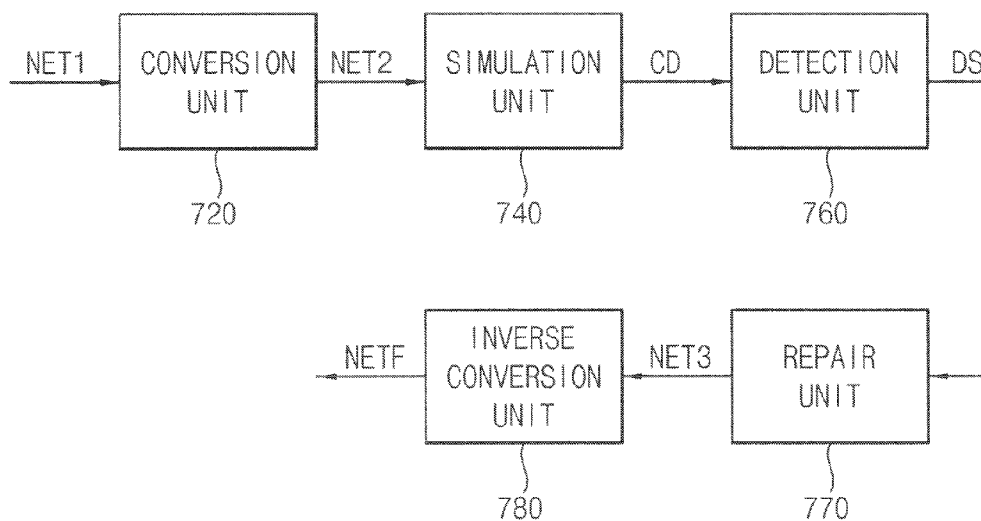 NET1
CONVERSION
UNIT
NET2
SIMULATION
UNIT
CD
DETECTION
UNIT
DS
720
740
760
NETF
INVERSE
CONVERSION
UNIT
NET3
REPAIR
UNIT
780
770